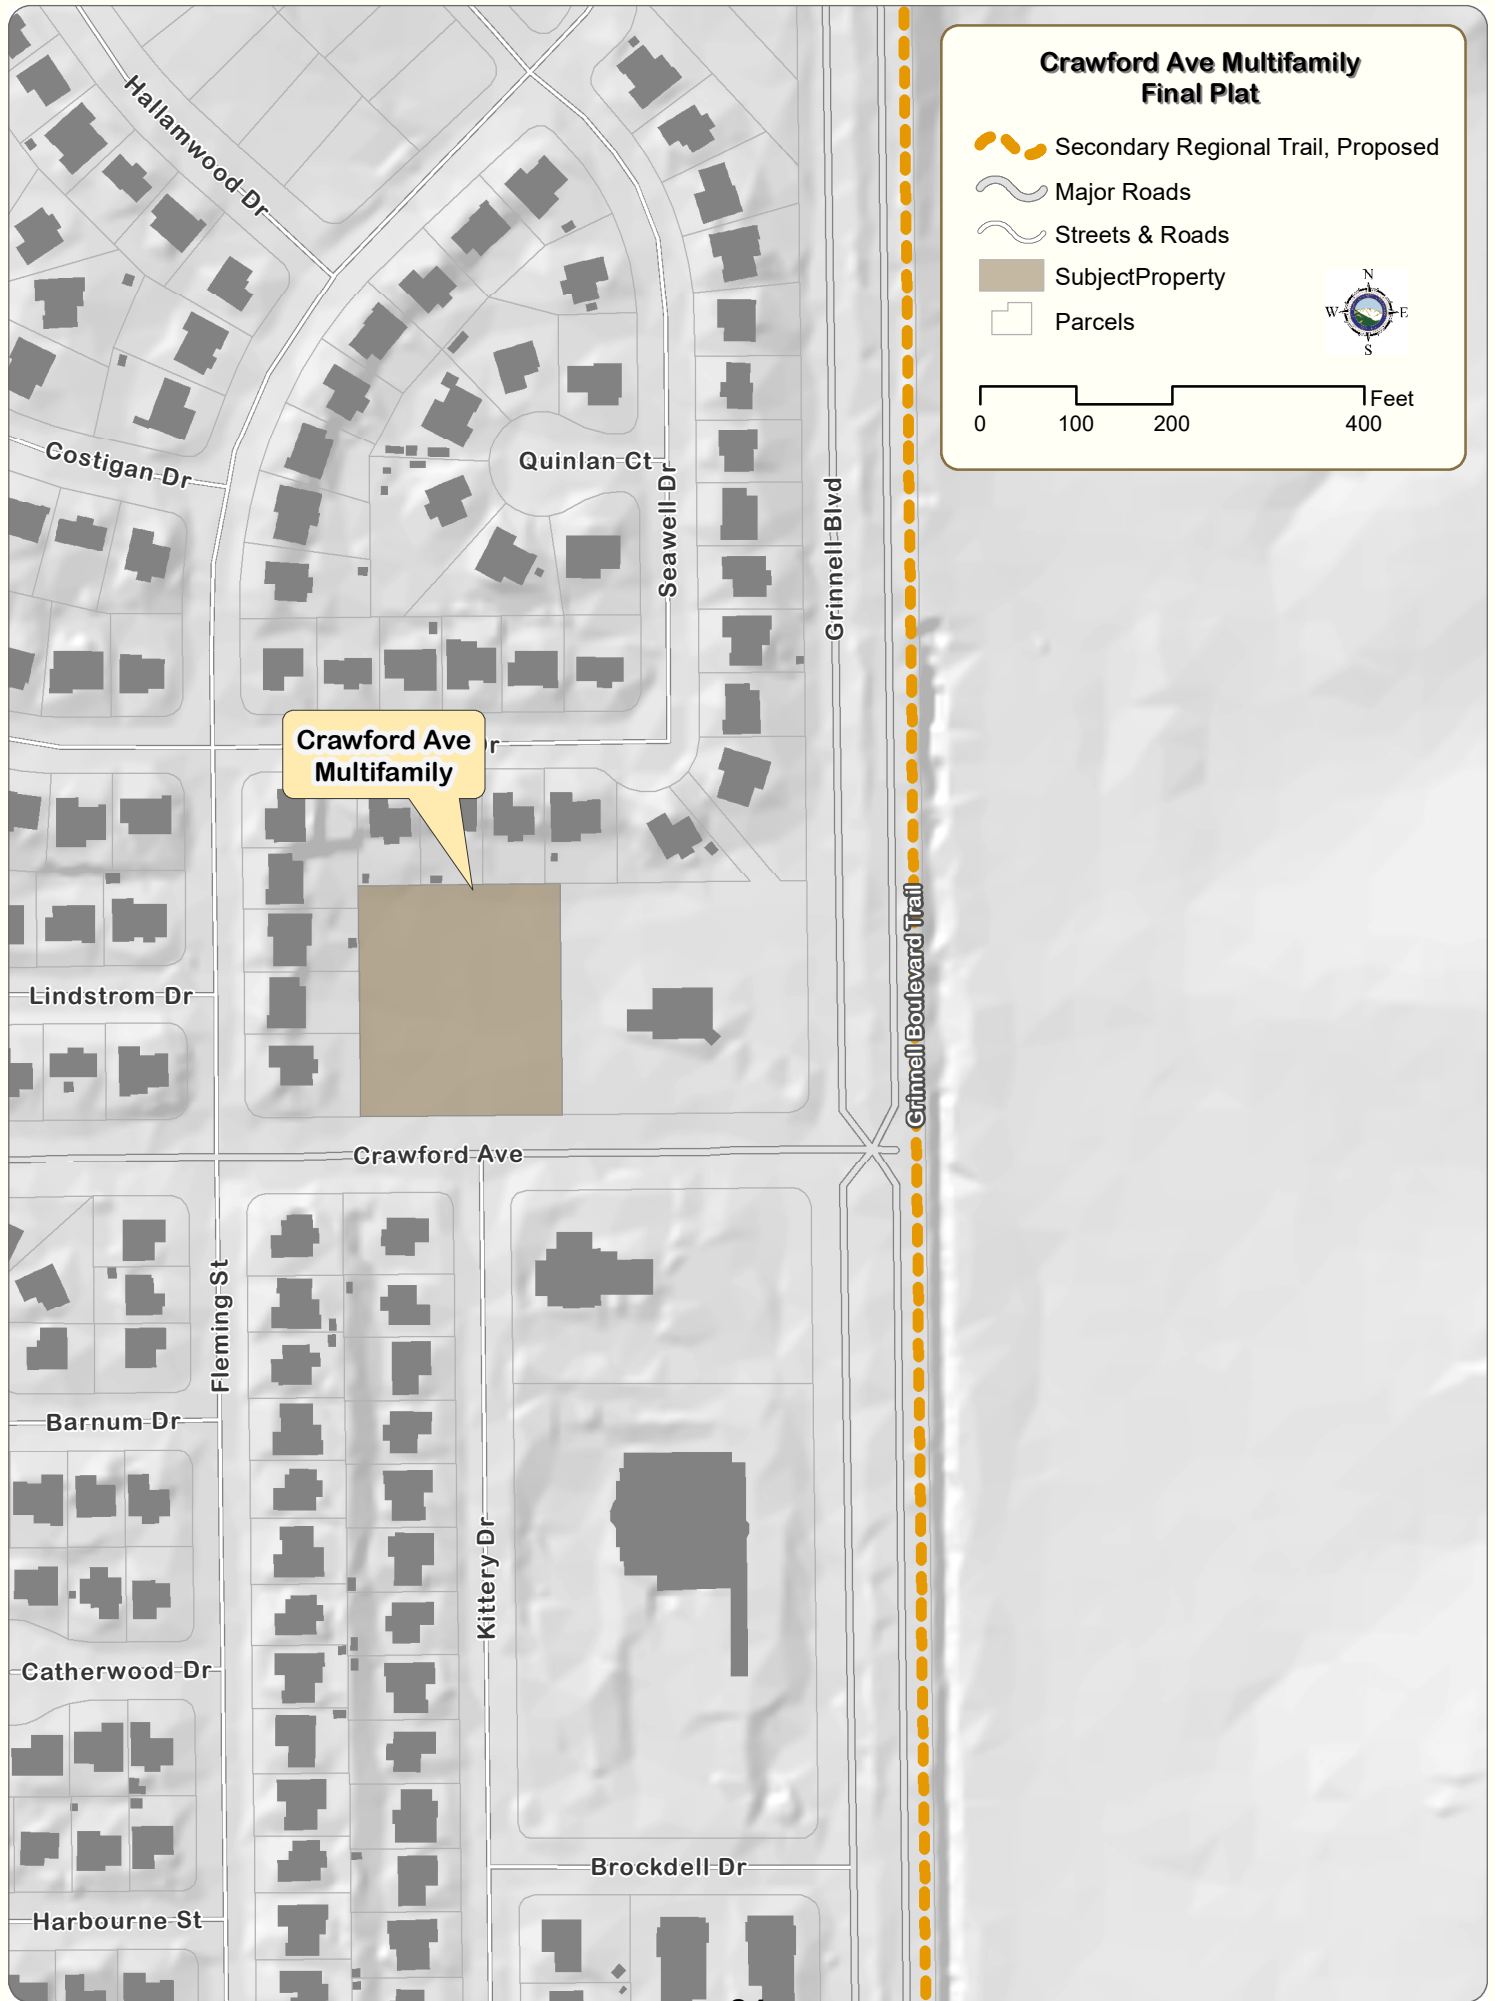 Crawford Ave Multifamily
Final Plat
Secondary Regional Trail, Proposed
Major Roads
Streets & Roads
SubjectProperty
Parcels
N
W
E
S
Feet
0
100
200
400
Hallamwood Dr
Costigan Dr
Quinlan Ct
Seawell Dr
Grinnell Blvd
Dr
Crawford Ave
Multifamily
Grinnell Boulevard Trail
Lindstrom Dr
Crawford Ave
Fleming St
Barnum Dr
Kittery Dr
Catherwood Dr
Brockdell Dr
Harbourne St